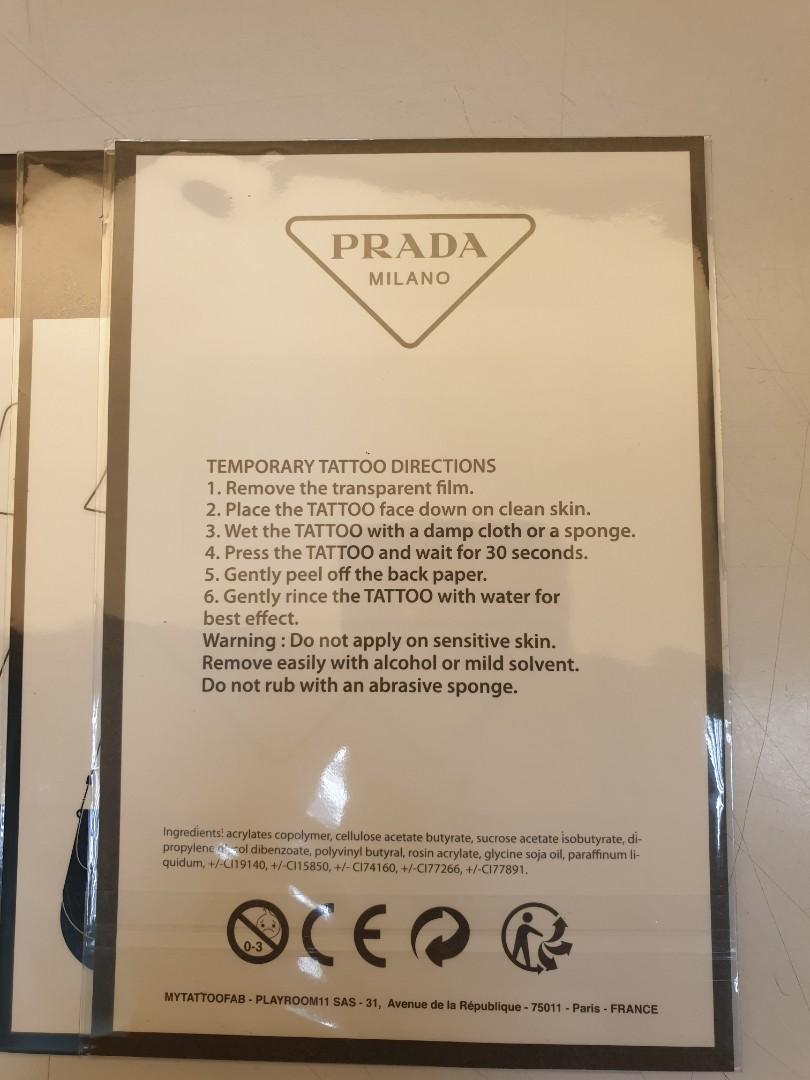 PRADA
MILANO
TEMPORARY TATTOO DIRECTIONS
1. Remove the transparent film.
2. Place the TATTOO face down on clean skin.
3. Wet the TATTOO with a damp cloth or a sponge.
4. Press the TATTOO and wait for 30 seconds.
5. Gently peel off the back paper.
6. Gently rince the TATTOO with water for
best effect.
Warning : Do not apply on sensitive skin.
Remove easily with alcohol or mild solvent.
Do not rub with an abrasive sponge.
Ingredients: acrylates copolymer, cellulose acetate butyrate, sucrose acetate isobutyrate, di-
propylene glycol dibenzoate, polyvinyl butyral, rosin acrylate, glycine soja oil, paraffinum li-
quidum, +/-CI19140, +/-CI15850, +/- CI74160, +/-CI77266, +/-CI77891.
0-3 CE
MYTATTOOFAB - PLAYROOM11 SAS - 31, Avenue de la République - 75011 - Paris - FRANCE